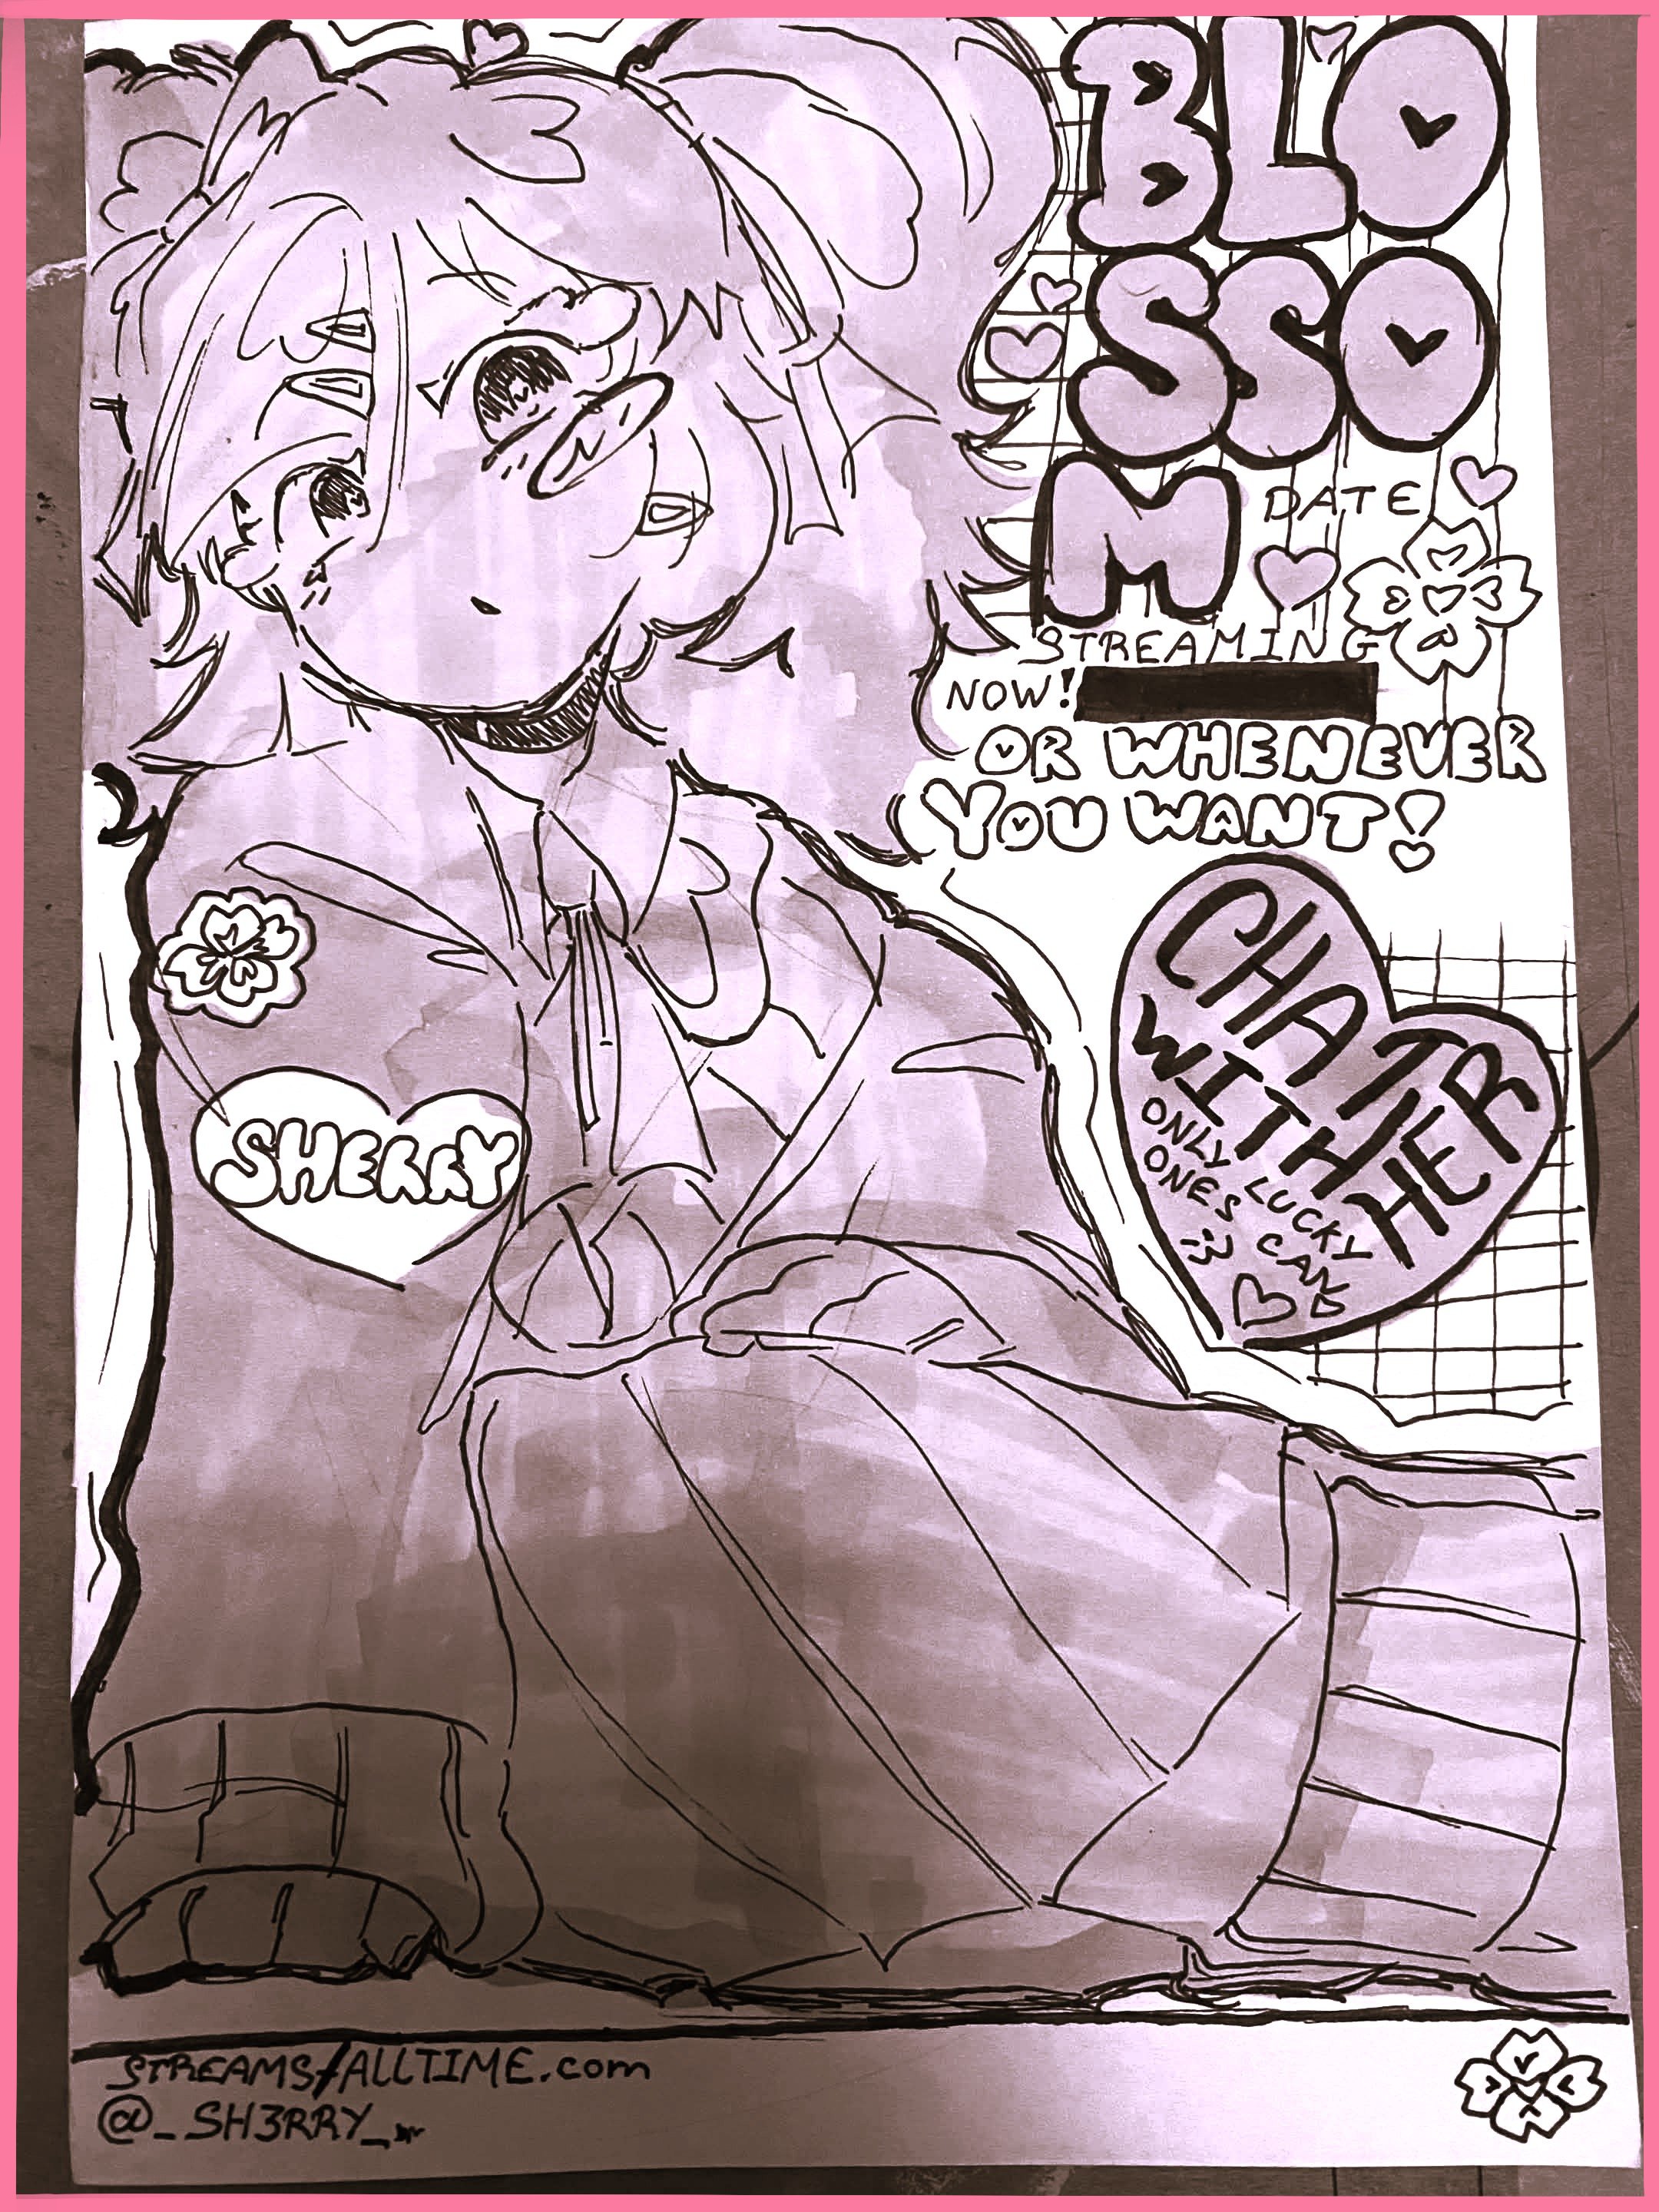 BLO
SSO
M
DATE
STREAMING
NOW!
OR WHENEVER
YOU WANT!
CHAT
WITH HER
ONLY LUCKY
ONES CAN
SHERRY
STREAMS/ALLTIME.com
@_SH3RRY_